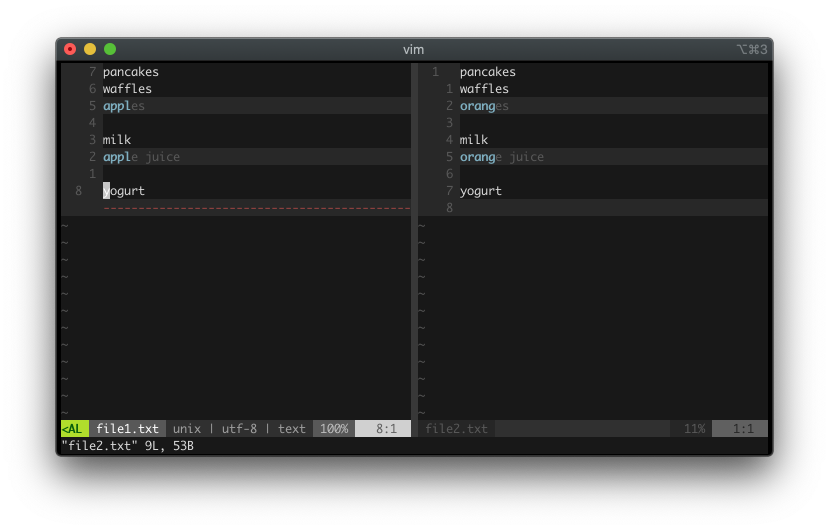 vim ⌥⌘3
7 pancakes
6 waffles
5 apples
4
3 milk
2 apple juice
1
8 yogurt
-------------------------------------------
~
~
~
~
~
~
~
~
~
~
~
~
<AL file1.txt unix | utf-8 | text 100% 8:1
1 pancakes
1 waffles
2 oranges
3
4 milk
5 orange juice
6
7 yogurt
8
~
~
~
~
~
~
~
~
~
~
~
~
file2.txt 11% 1:1
"file2.txt" 9L, 53B